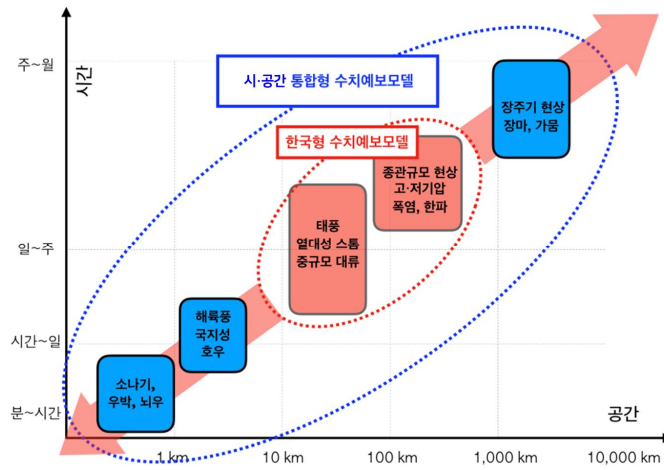 주~월
시간
시·공간 통합형 수치예보모델
장주기 현상
장마, 가뭄
한국형 수치예보모델
종관규모 현상
고·저기압
폭염, 한파
태풍
열대성 스톰
중규모 대류
일~주
해륙풍
국지성
호우
시간~일
소나기,
우박, 뇌우
분~시간
공간
1 km
10 km
100 km
1,000 km
10,000 km